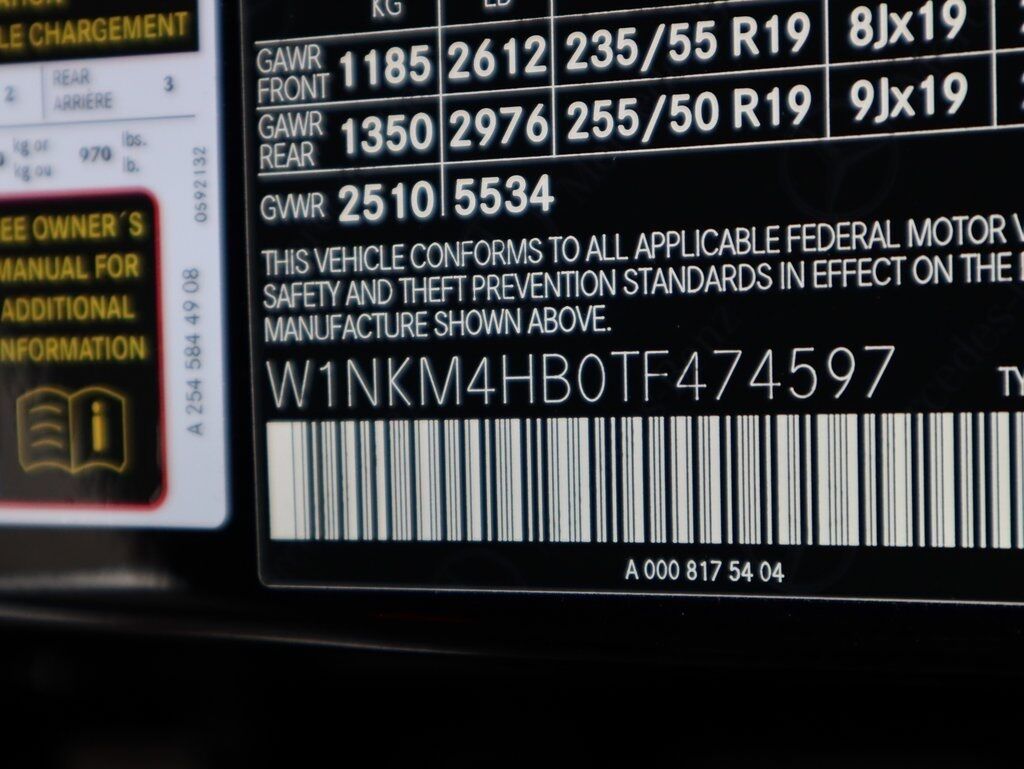 LE CHARGEMENT
2 REAR 3
ARRIÈRE
kg or 970 lbs.
kg ou lb.
EE OWNER´S
MANUAL FOR
ADDITIONAL
NFORMATION
0592132
A 254 584 49 08
KG LB
GAWR FRONT 1185 2612 235/55 R19 8Jx19
GAWR REAR 1350 2976 255/50 R19 9Jx19
GVWR 2510 5534
THIS VEHICLE CONFORMS TO ALL APPLICABLE FEDERAL MOTOR V
SAFETY AND THEFT PREVENTION STANDARDS IN EFFECT ON THE
MANUFACTURE SHOWN ABOVE.
W1NKM4HB0TF474597 TY
A 000 817 54 04